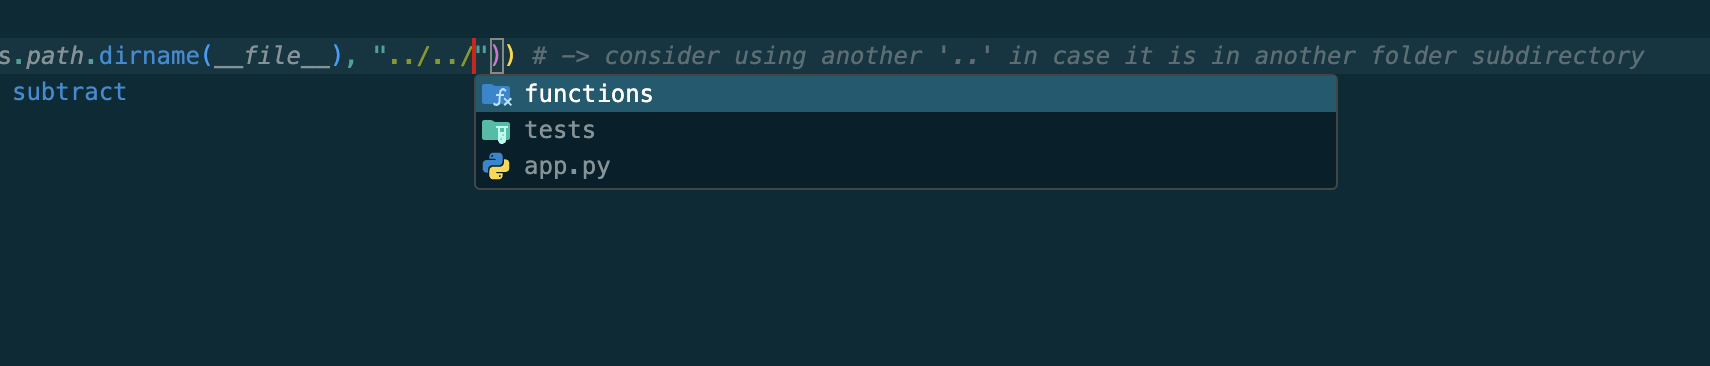 s.path.dirname(__file__), "../../")) # -> consider using another '..' in case it is in another folder subdirectory
subtract
functions
tests
app.py